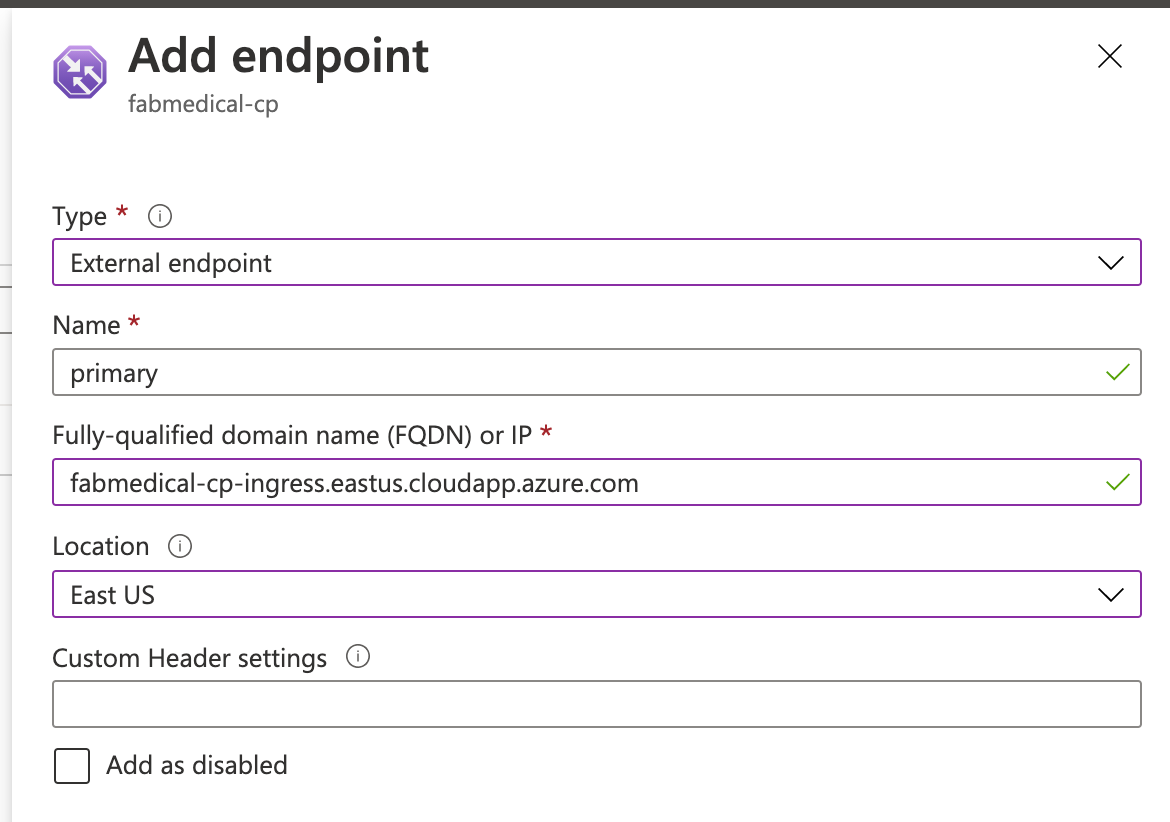 Add endpoint
fabmedical-cp
Type *
External endpoint
Name *
primary
Fully-qualified domain name (FQDN) or IP *
fabmedical-cp-ingress.eastus.cloudapp.azure.com
Location
East US
Custom Header settings
Add as disabled